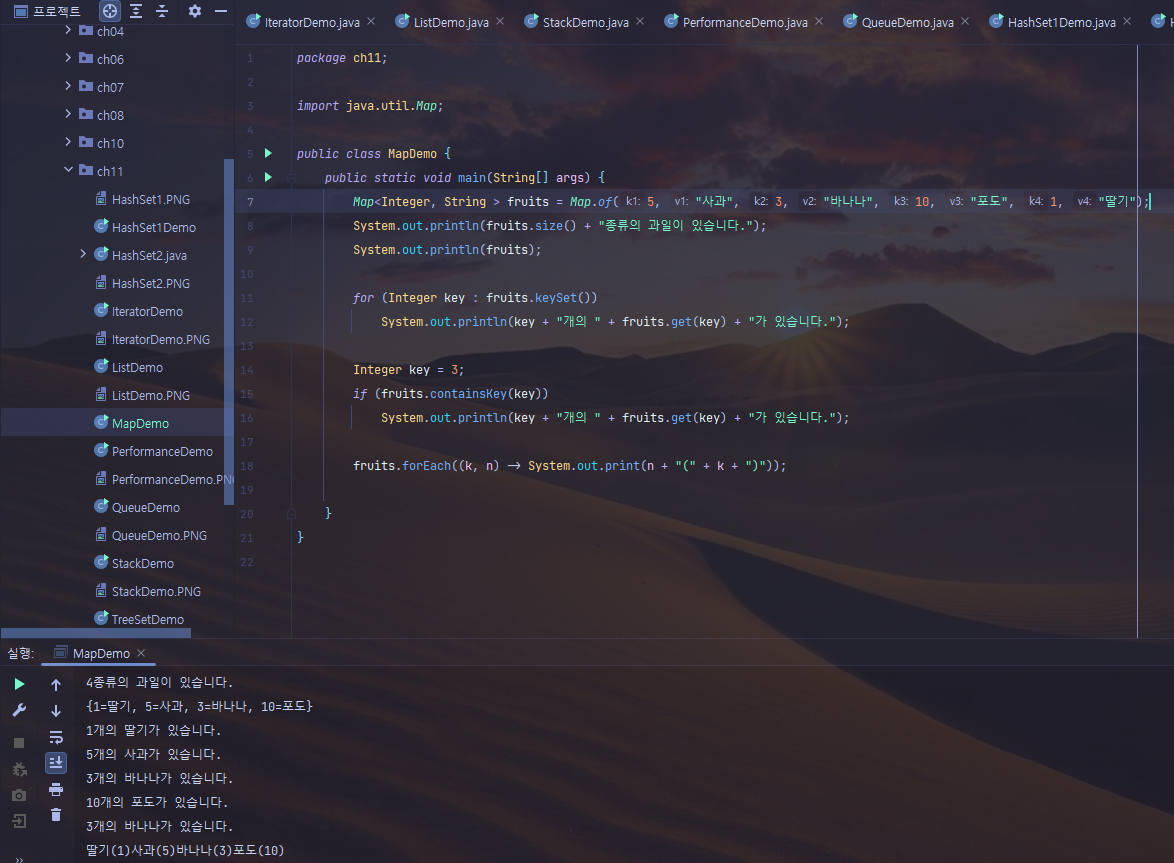 프로젝트
ch04
ch06
ch07
ch08
ch10
ch11
HashSet1.PNG
HashSet1Demo
HashSet2.java
HashSet2.PNG
IteratorDemo
IteratorDemo.PNG
ListDemo
ListDemo.PNG
MapDemo
PerformanceDemo
PerformanceDemo.PN
QueueDemo
QueueDemo.PNG
StackDemo
StackDemo.PNG
TreeSetDemo
IteratorDemo.java ListDemo.java StackDemo.java PerformanceDemo.java QueueDemo.java HashSet1Demo.java
1 package ch11;
2
3 import java.util.Map;
4
5 public class MapDemo {
6 public static void main(String[] args) {
7 Map<Integer, String > fruits = Map.of( k1: 5, v1: "사과", k2: 3, v2: "바나나", k3: 10, v3: "포도", k4: 1, v4: "딸기");
8 System.out.println(fruits.size() + "종류의 과일이 있습니다.");
9 System.out.println(fruits);
10
11 for (Integer key : fruits.keySet())
12 System.out.println(key + "개의 " + fruits.get(key) + "가 있습니다.");
13
14 Integer key = 3;
15 if (fruits.containsKey(key))
16 System.out.println(key + "개의 " + fruits.get(key) + "가 있습니다.");
17
18 fruits.forEach((k, n) -> System.out.print(n + "(" + k + ")"));
19
20 }
21 }
22
실행: MapDemo
4종류의 과일이 있습니다.
{1=딸기, 5=사과, 3=바나나, 10=포도}
1개의 딸기가 있습니다.
5개의 사과가 있습니다.
3개의 바나나가 있습니다.
10개의 포도가 있습니다.
3개의 바나나가 있습니다.
딸기(1)사과(5)바나나(3)포도(10)